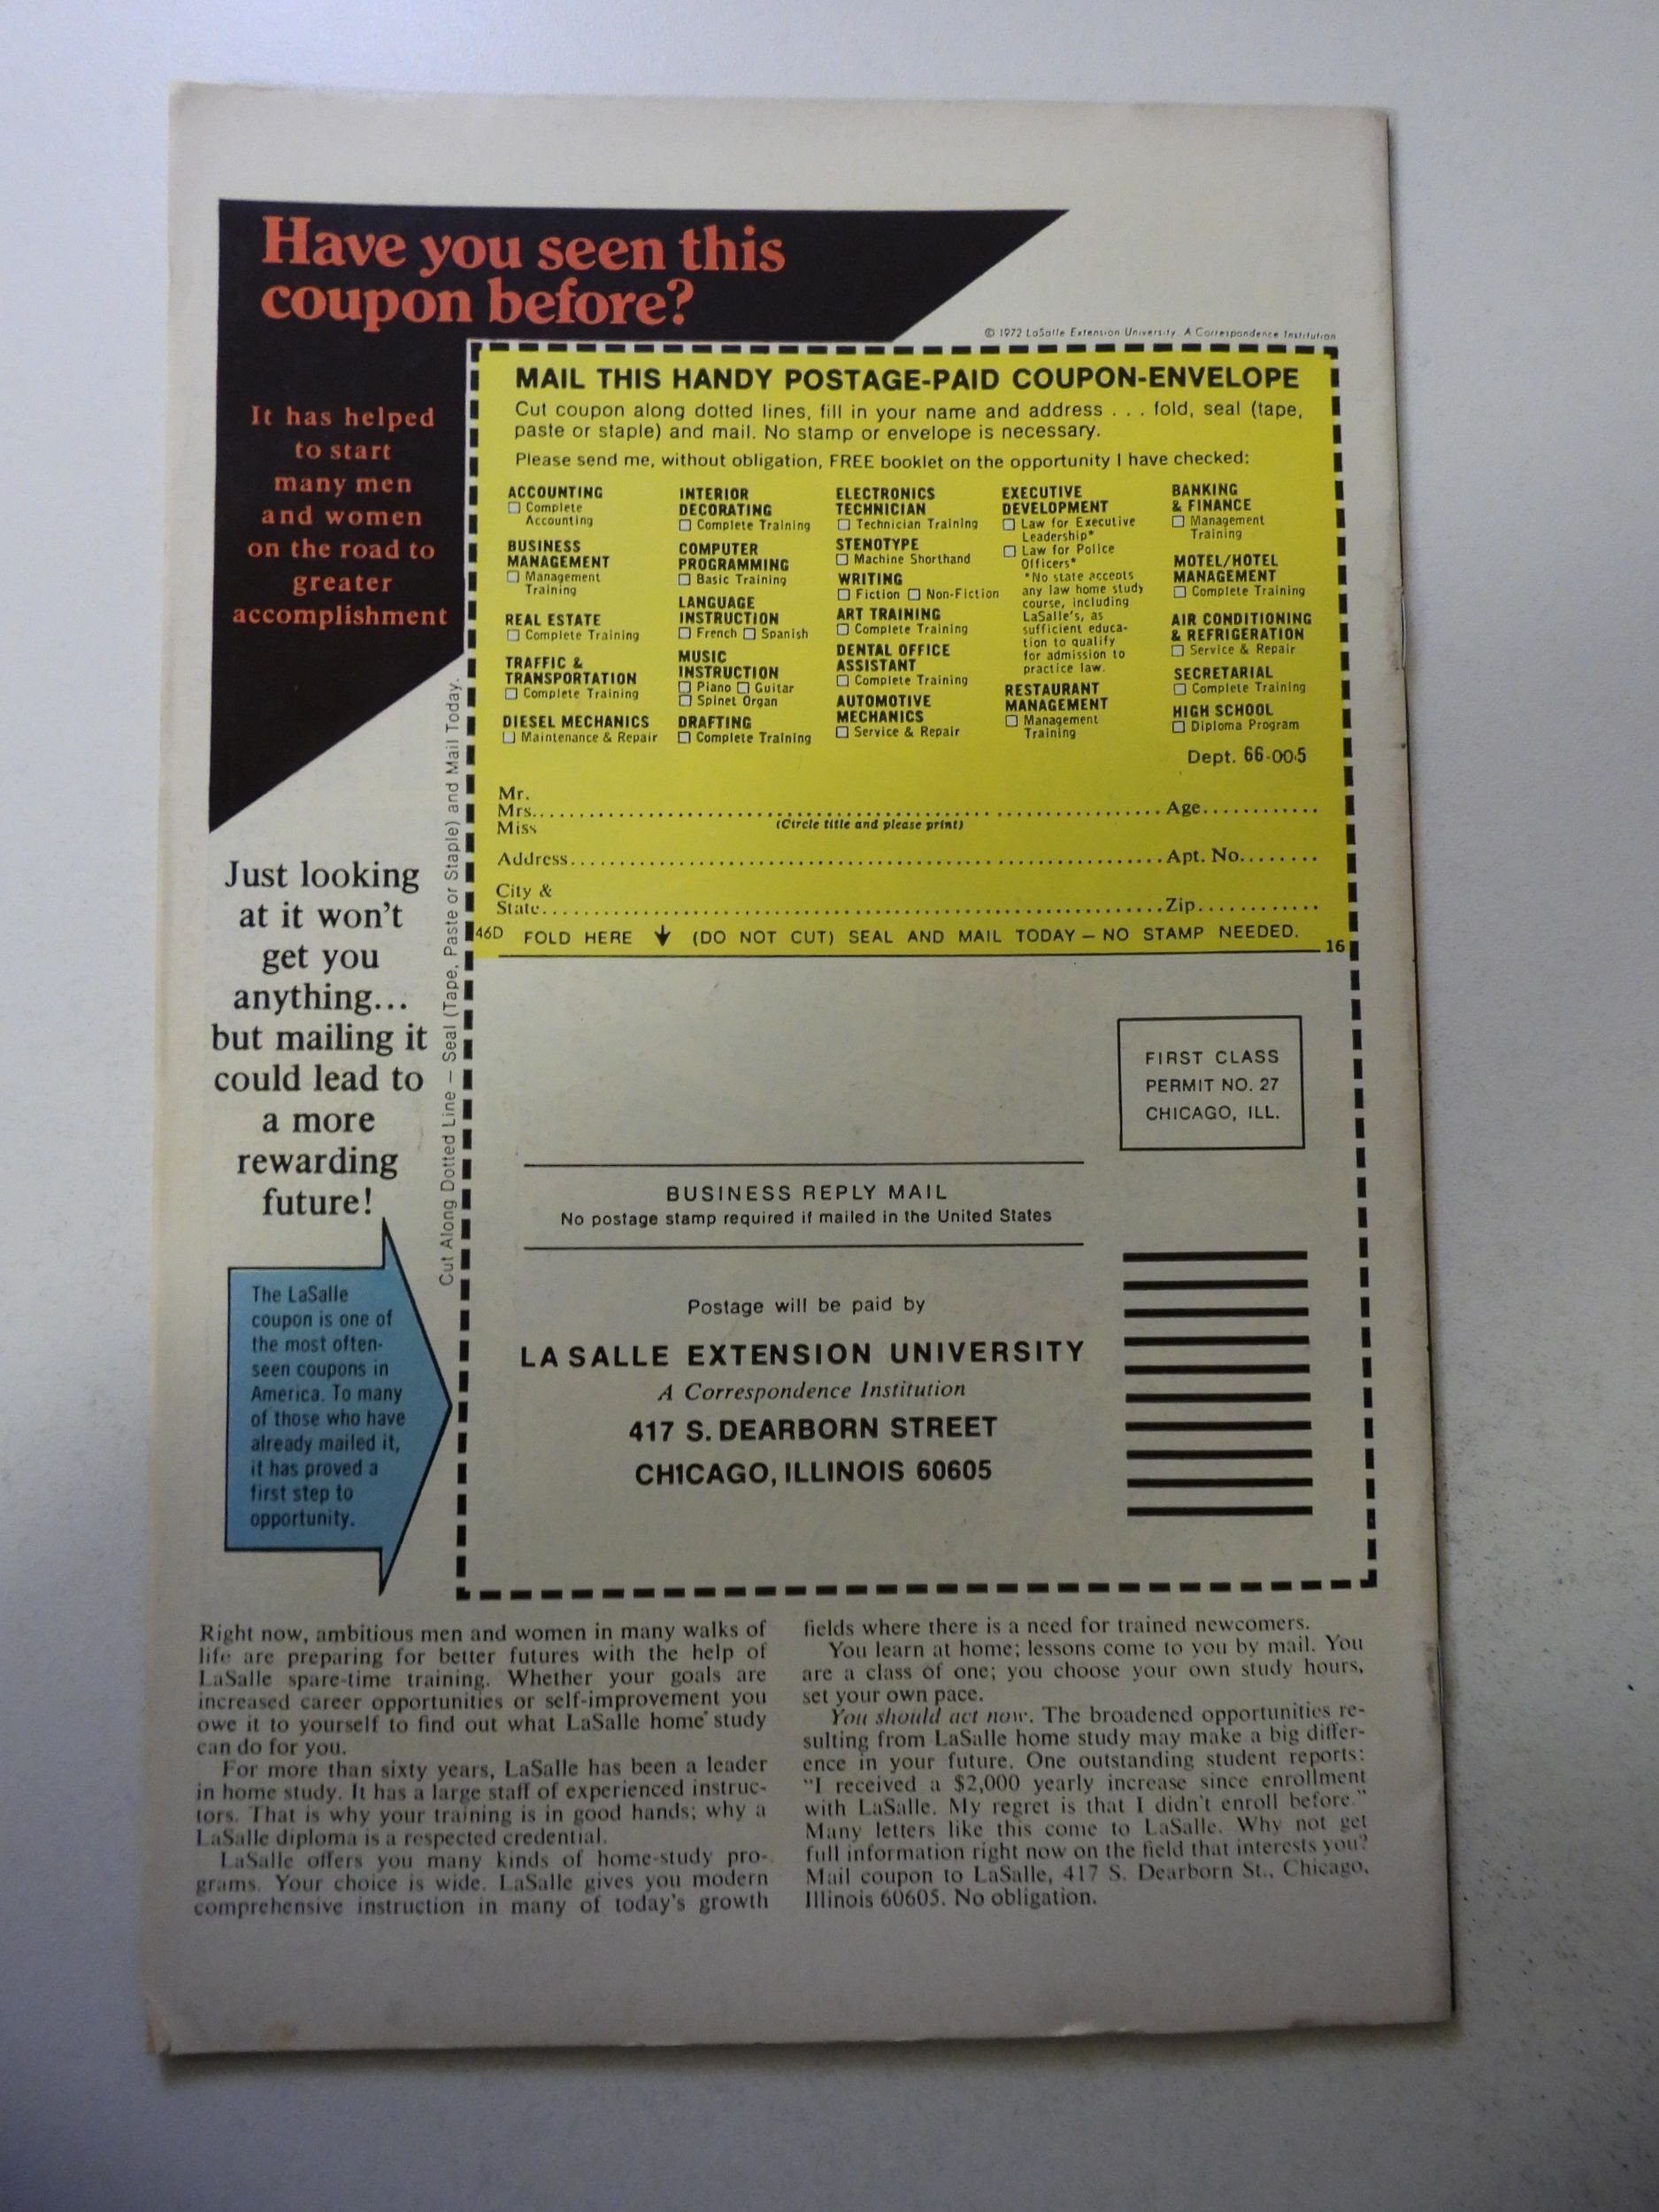 Have you seen this
coupon before?
© 1972 LaSalle Extension University. A Correspondence Institution
It has helped
to start
many men
and women
on the road to
greater
accomplishment
Just looking
at it won't
get you
anything...
but mailing it
could lead to
a more
rewarding
future!
The LaSalle
coupon is one of
the most often-
seen coupons in
America. To many
of those who have
already mailed it,
it has proved a
first step to
opportunity.
Cut Along Dotted Line – Seal (Tape, Paste or Staple) and Mail Today.
MAIL THIS HANDY POSTAGE-PAID COUPON-ENVELOPE
Cut coupon along dotted lines, fill in your name and address . . . fold, seal (tape,
paste or staple) and mail. No stamp or envelope is necessary.
Please send me, without obligation, FREE booklet on the opportunity I have checked:
ACCOUNTING
☐ Complete
Accounting
BUSINESS
MANAGEMENT
☐ Management
Training
REAL ESTATE
☐ Complete Training
TRAFFIC &
TRANSPORTATION
☐ Complete Training
DIESEL MECHANICS
☐ Maintenance & Repair
INTERIOR
DECORATING
☐ Complete Training
COMPUTER
PROGRAMMING
☐ Basic Training
LANGUAGE
INSTRUCTION
☐ French ☐ Spanish
MUSIC
INSTRUCTION
☐ Piano ☐ Guitar
☐ Spinet Organ
DRAFTING
☐ Complete Training
ELECTRONICS
TECHNICIAN
☐ Technician Training
STENOTYPE
☐ Machine Shorthand
WRITING
☐ Fiction ☐ Non-Fiction
ART TRAINING
☐ Complete Training
DENTAL OFFICE
ASSISTANT
☐ Complete Training
AUTOMOTIVE
MECHANICS
☐ Service & Repair
EXECUTIVE
DEVELOPMENT
☐ Law for Executive
Leadership*
☐ Law for Police
Officers*
*No state accepts
any law home study
course, including
LaSalle's, as
sufficient educa-
tion to qualify
for admission to
practice law.
RESTAURANT
MANAGEMENT
☐ Management
Training
BANKING
& FINANCE
☐ Management
Training
MOTEL/HOTEL
MANAGEMENT
☐ Complete Training
AIR CONDITIONING
& REFRIGERATION
☐ Service & Repair
SECRETARIAL
☐ Complete Training
HIGH SCHOOL
☐ Diploma Program
Dept. 66-005
Mr.
Mrs. Age
Miss (Circle title and please print)
Address Apt. No.
City &
State Zip
46D FOLD HERE ↓ (DO NOT CUT) SEAL AND MAIL TODAY – NO STAMP NEEDED.
16
FIRST CLASS
PERMIT NO. 27
CHICAGO, ILL.
BUSINESS REPLY MAIL
No postage stamp required if mailed in the United States
Postage will be paid by
LA SALLE EXTENSION UNIVERSITY
A Correspondence Institution
417 S. DEARBORN STREET
CHICAGO, ILLINOIS 60605
Right now, ambitious men and women in many walks of
life are preparing for better futures with the help of
LaSalle spare-time training. Whether your goals are
increased career opportunities or self-improvement you
owe it to yourself to find out what LaSalle home study
can do for you.
For more than sixty years, LaSalle has been a leader
in home study. It has a large staff of experienced instruc-
tors. That is why your training is in good hands; why a
LaSalle diploma is a respected credential.
LaSalle offers you many kinds of home-study pro-
grams. Your choice is wide. LaSalle gives you modern
comprehensive instruction in many of today's growth
fields where there is a need for trained newcomers.
You learn at home; lessons come to you by mail. You
are a class of one; you choose your own study hours,
set your own pace.
You should act now. The broadened opportunities re-
sulting from LaSalle home study may make a big differ-
ence in your future. One outstanding student reports:
"I received a $2,000 yearly increase since enrollment
with LaSalle. My regret is that I didn't enroll before."
Many letters like this come to LaSalle. Why not get
full information right now on the field that interests you?
Mail coupon to LaSalle, 417 S. Dearborn St., Chicago,
Illinois 60605. No obligation.